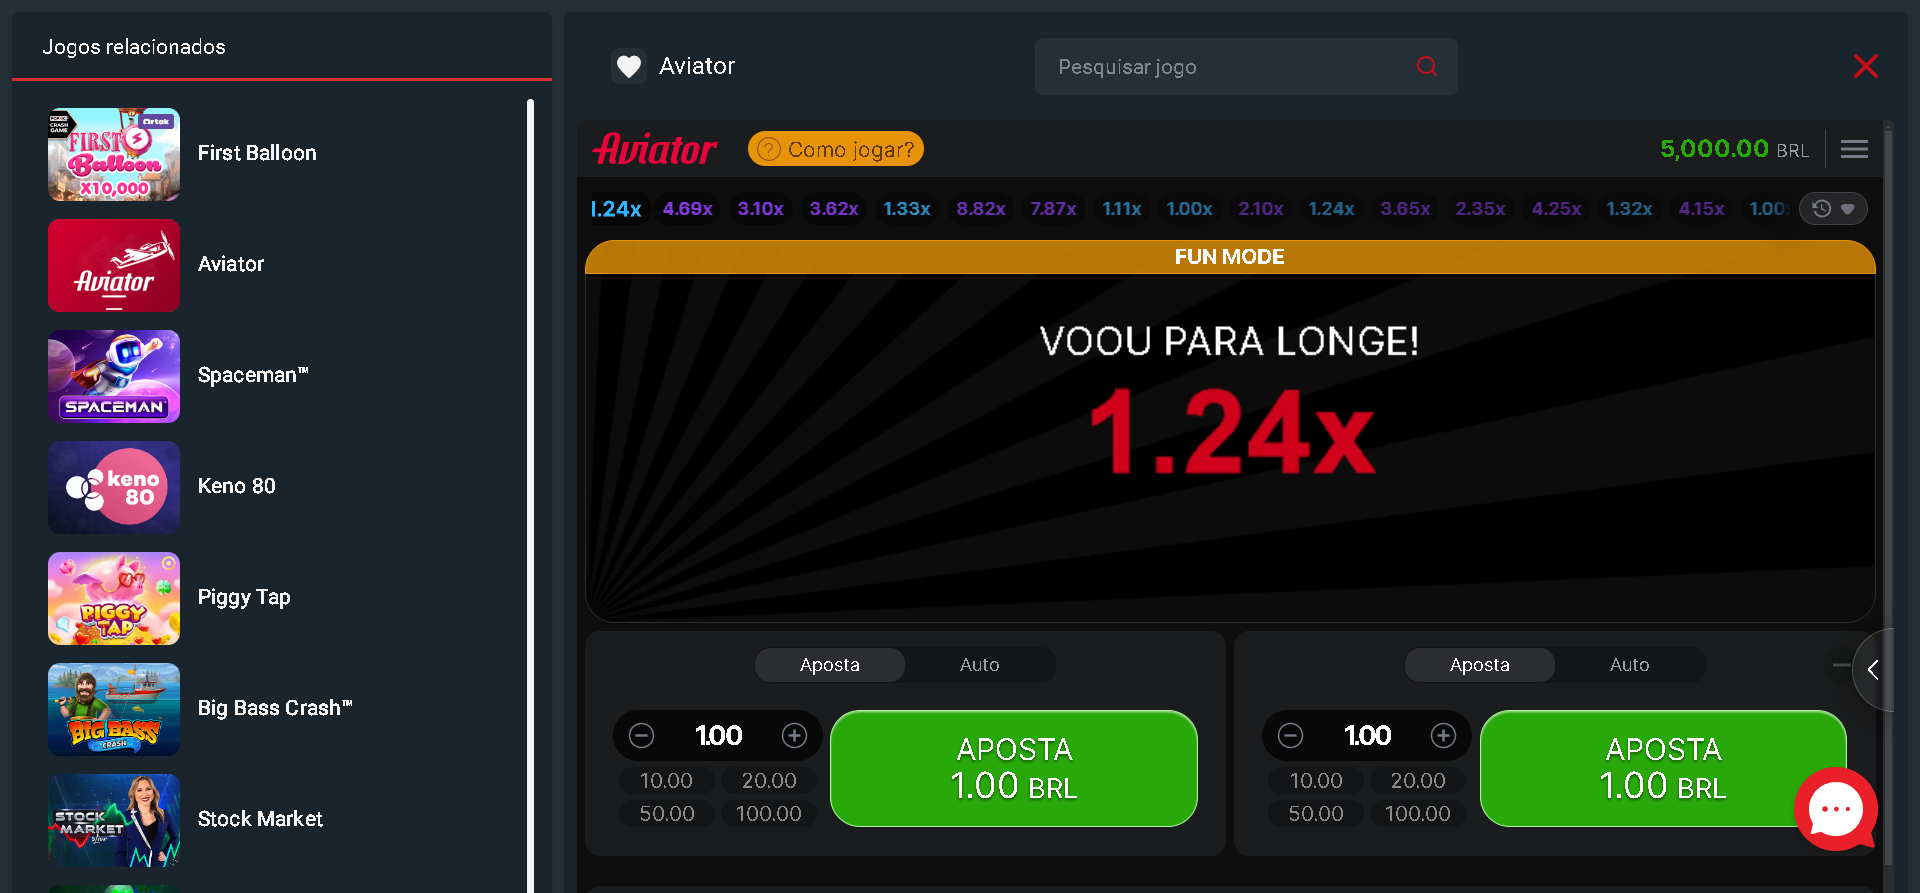 Jogos relacionados
FIRST
Balloon
X10,000
Artok
CRASH
GAME
First Balloon
Aviator
Aviator
SPACEMAN
Spaceman™
keno
80
Keno 80
PIGGY
TAP
Piggy Tap
BIG BASS
CRASH
Big Bass Crash™
STOCK
MARKET
Stock Market
Aviator
Pesquisar jogo
Aviator
? Como jogar?
5,000.00 BRL
1.24x 4.69x 3.10x 3.62x 1.33x 8.82x 7.87x 1.11x 1.00x 2.10x 1.24x 3.65x 2.35x 4.25x 1.32x 4.15x 1.00x
FUN MODE
VOOU PARA LONGE!
1.24x
Aposta Auto
1.00
10.00 20.00
50.00 100.00
APOSTA
1.00 BRL
Aposta Auto
1.00
10.00 20.00
50.00 100.00
APOSTA
1.00 BRL